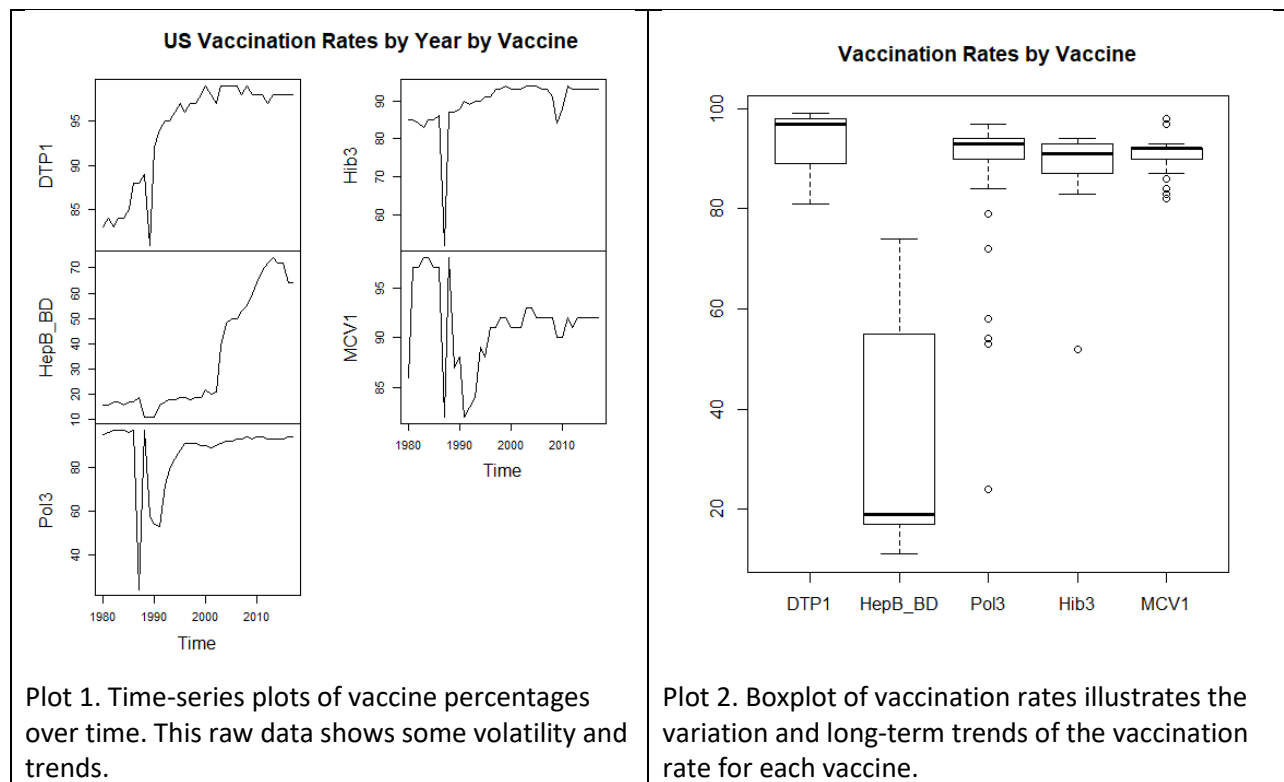 US Vaccination Rates by Year by Vaccine
DTP1
95
90
85
HepB_BD
70
60
50
40
30
20
10
Pol3
80
60
40
1980 1990 2000 2010
Time
Hib3
90
80
70
60
MCV1
95
90
85
1980 1990 2000 2010
Time
Plot 1. Time-series plots of vaccine percentages
over time. This raw data shows some volatility and
trends.
Vaccination Rates by Vaccine
100
80
60
40
20
DTP1 HepB_BD Pol3 Hib3 MCV1
Plot 2. Boxplot of vaccination rates illustrates the
variation and long-term trends of the vaccination
rate for each vaccine.